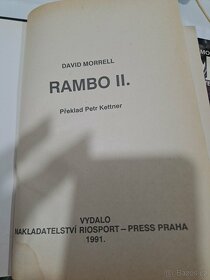 DAVID MORRELL
RAMBO II.
Překlad Petr Kettner
VYDALO
NAKLADATELSTVÍ RIOSPORT – PRESS PRAHA
1991.